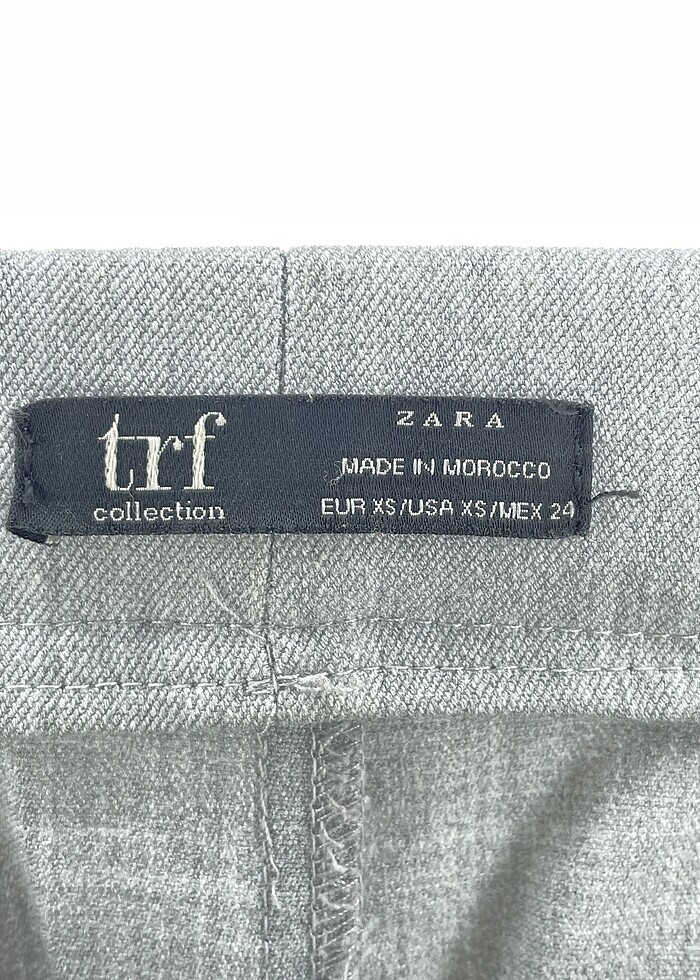 trf
collection
ZARA
MADE IN MOROCCO
EUR XS/USA XS/MEX 24